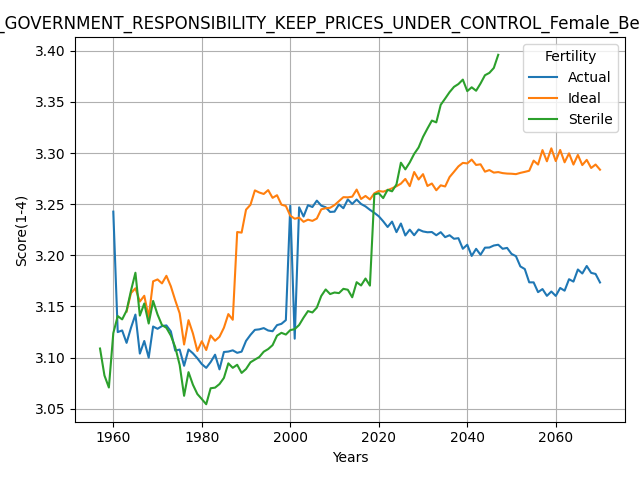 _GOVERNMENT_RESPONSIBILITY_KEEP_PRICES_UNDER_CONTROL_Female_Be
3.40
3.35
3.30
3.25
3.20
3.15
3.10
3.05
Score(1-4)
Fertility
Actual
Ideal
Sterile
1960 1980 2000 2020 2040 2060
Years